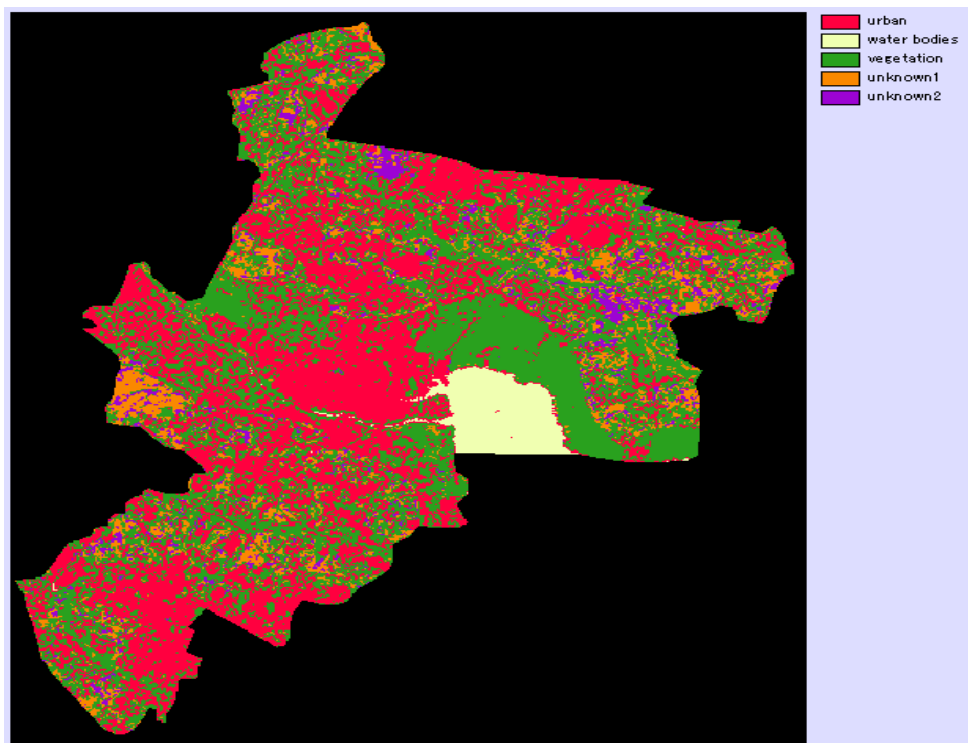 urban
water bodies
vegetation
unknown1
unknown2